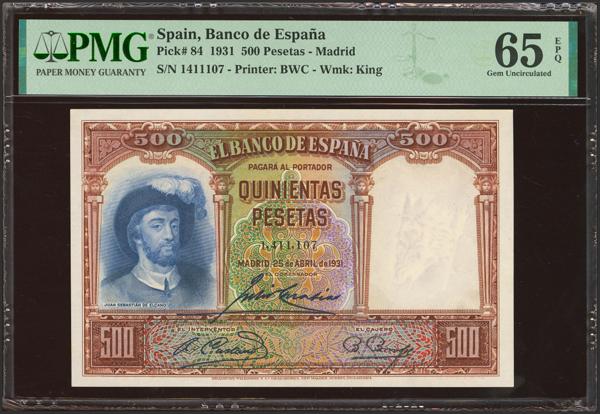 PMG
PAPER MONEY GUARANTY
Spain, Banco de España
Pick# 84 1931 500 Pesetas - Madrid
S/N 1411107 - Printer: BWC - Wmk: King
65 EPQ
Gem Uncirculated
500 500
EL BANCO DE ESPAÑA
PAGARÁ AL PORTADOR
QUINIENTAS
PESETAS
1,411,107
MADRID, 25 de ABRIL de 1931
EL GOBERNADOR
JUAN SEBASTIÁN DE ELCANO
EL INTERVENTOR EL CAJERO
500 500